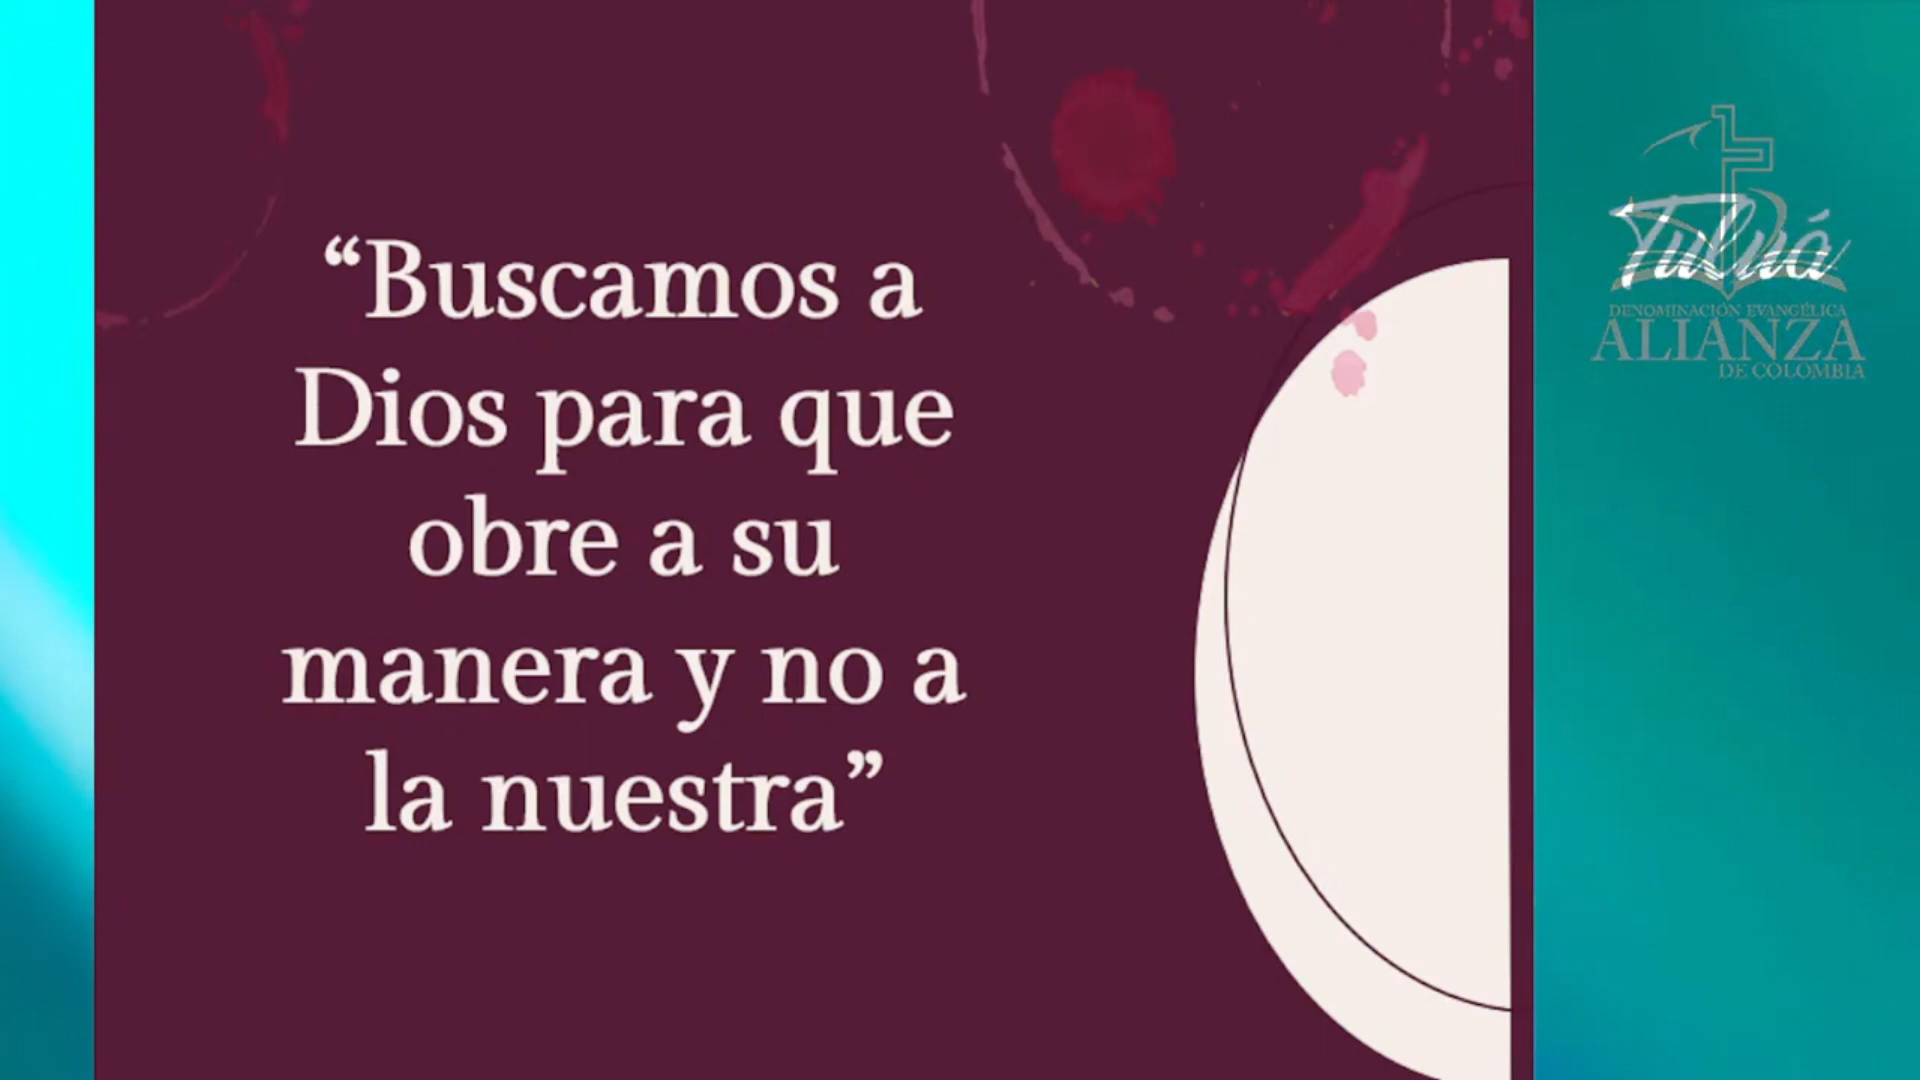 “Buscamos a
Dios para que
obre a su
manera y no a
la nuestra”
Tuluá
DENOMINACIÓN EVANGÉLICA
ALIANZA
DE COLOMBIA